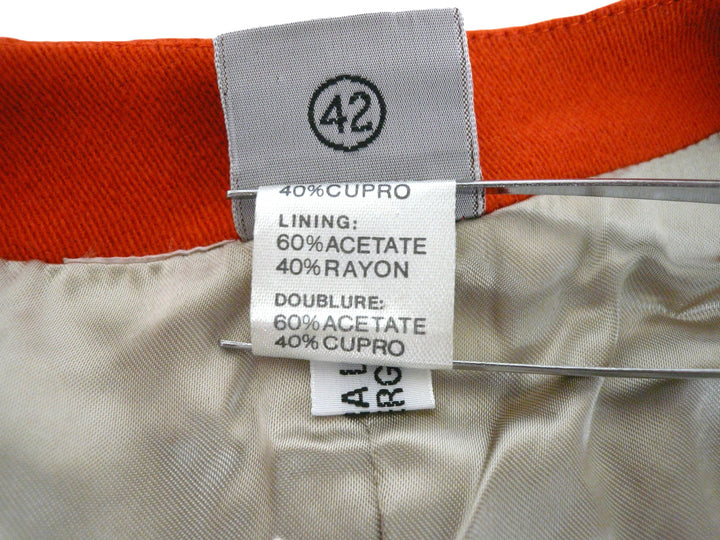 42
40%CUPRO
LINING:
60%ACETATE
40%RAYON
DOUBLURE:
60%ACETATE
40%CUPRO